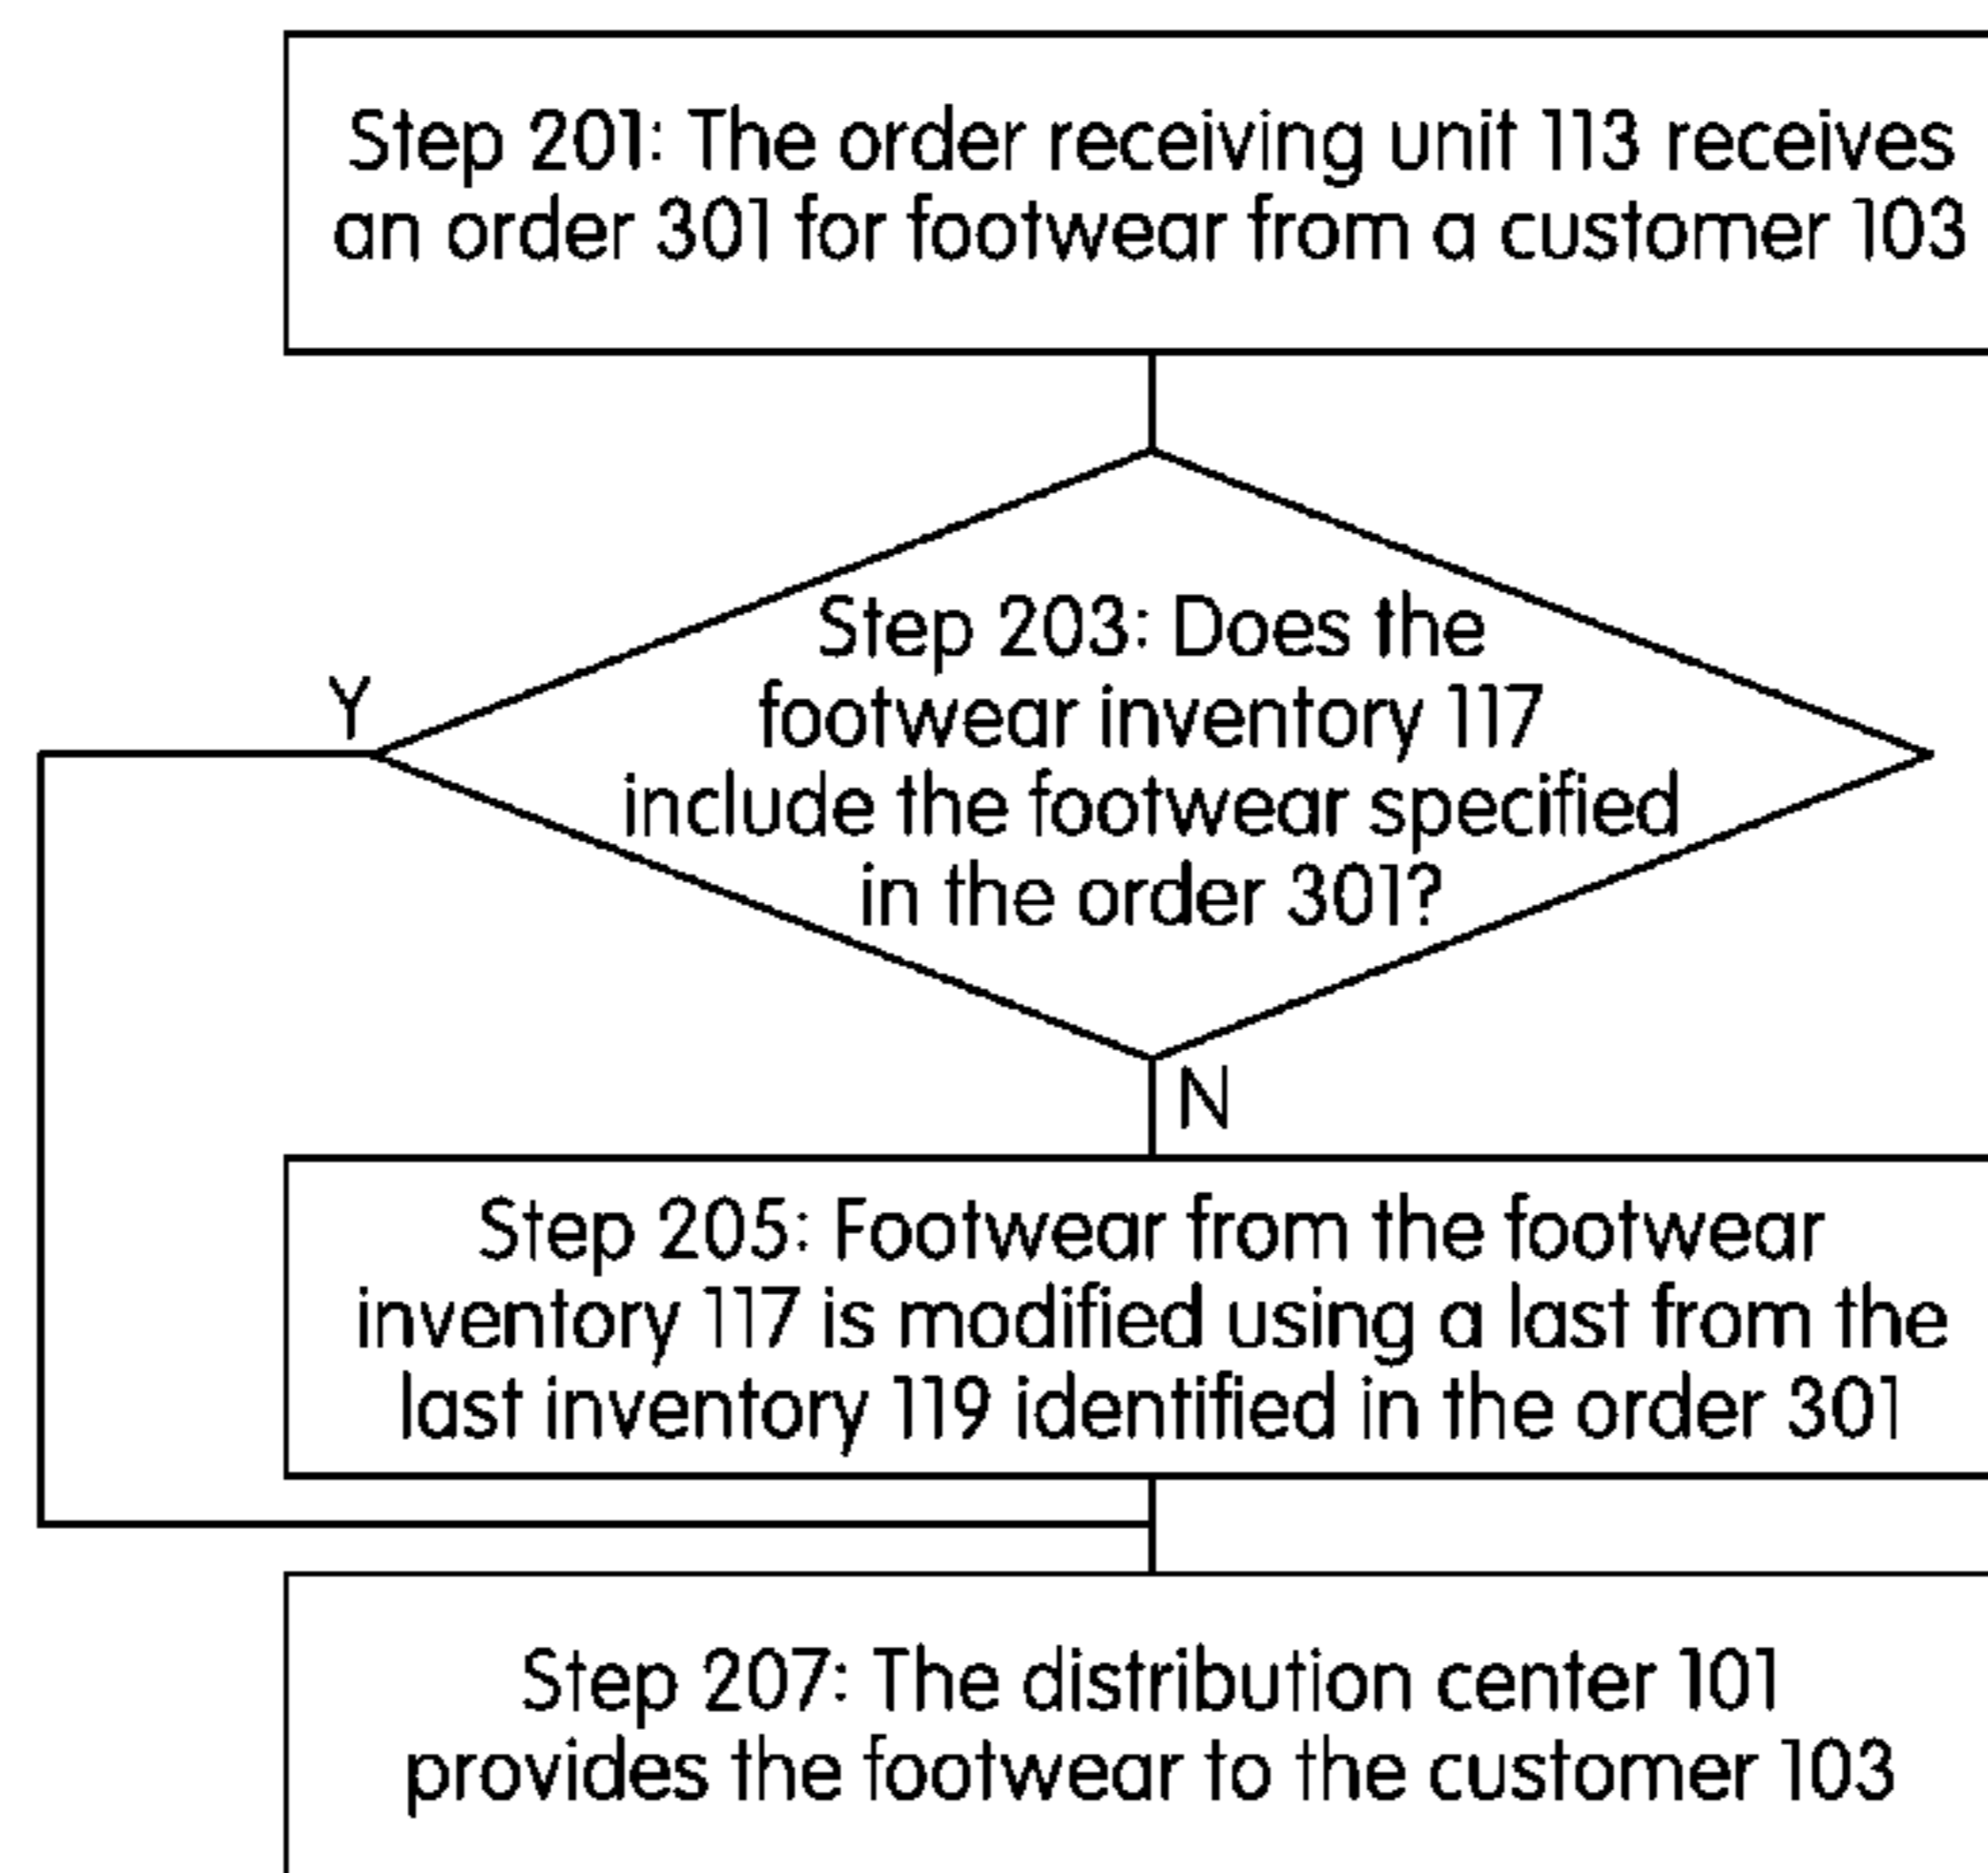 Step 201: The order receiving unit 113 receives
an order 301 for footwear from a customer 103
Step 203: Does the
footwear inventory 117
Y
include the footwear specified
in the order 301?
N
Step 205: Footwear from the footwear
inventory 117 is modified using a last from the
last inventory 119 identified in the order 301
Step 207: The distribution center 101
provides the footwear to the customer 103